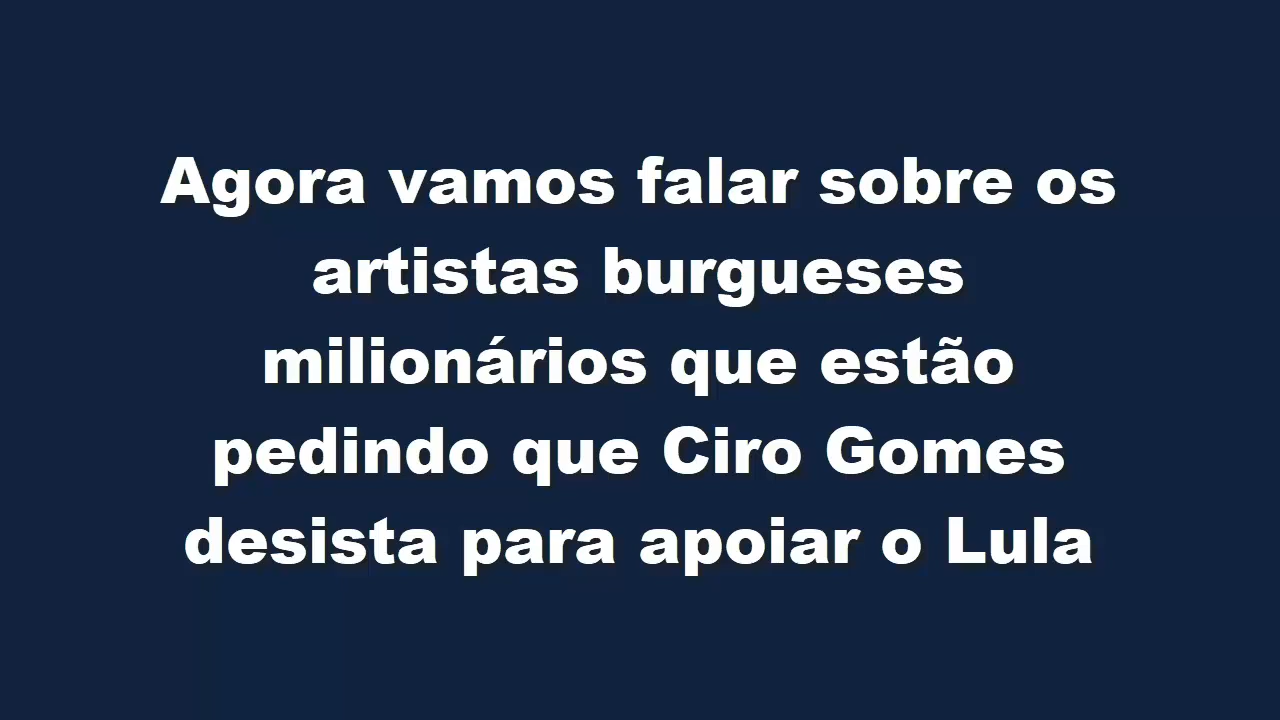 Agora vamos falar sobre os
artistas burgueses
milionários que estão
pedindo que Ciro Gomes
desista para apoiar o Lula